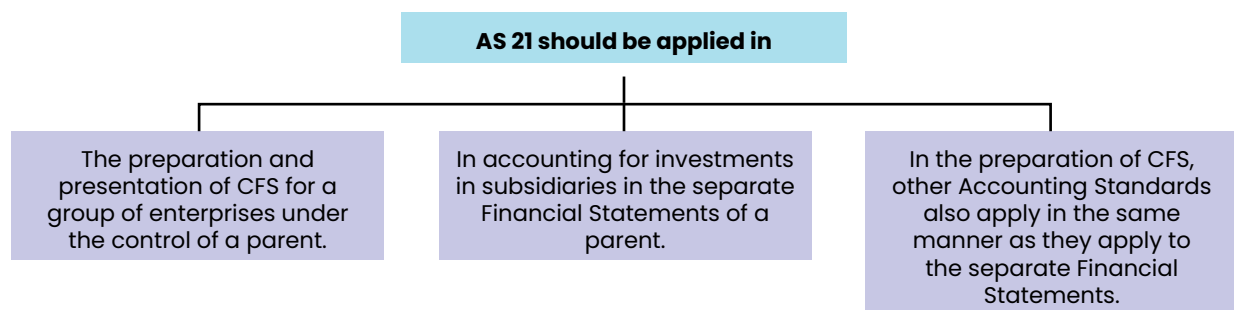 AS 21 should be applied in
The preparation and
presentation of CFS for a
group of enterprises under
the control of a parent.
In accounting for investments
in subsidiaries in the separate
Financial Statements of a
parent.
In the preparation of CFS,
other Accounting Standards
also apply in the same
manner as they apply to
the separate Financial
Statements.